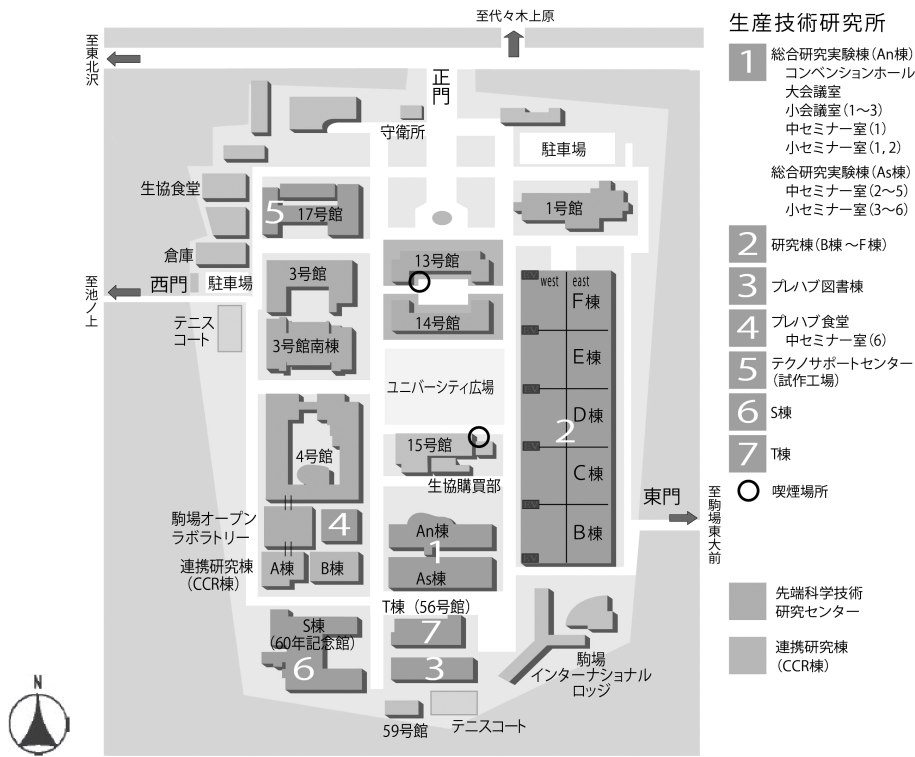 至代々木上原
至東北沢
正門
守衛所
駐車場
生協食堂
5
17号館
1号館
倉庫
13号館
西門
駐車場
3号館
west
east
F棟
至池ノ上
テニス
コート
14号館
3号館南棟
E棟
ユニバーシティ広場
D棟
2
15号館
4号館
C棟
生協購買部
東門
至駒場東大前
駒場オープン
ラボラトリー
4
An棟
B棟
1
連携研究棟
(CCR棟)
A棟
B棟
As棟
T棟(56号館)
S棟
(60年記念館)
7
6
3
駒場
インターナショナル
ロッジ
59号館
テニスコート
N
生産技術研究所
1
総合研究実験棟(An棟)
コンベンションホール
大会議室
小会議室(1~3)
中セミナー室(1)
小セミナー室(1, 2)
総合研究実験棟(As棟)
中セミナー室(2~5)
小セミナー室(3~6)
2
研究棟(B棟~F棟)
3
プレハブ図書棟
4
プレハブ食堂
中セミナー室(6)
5
テクノサポートセンター
(試作工場)
6
S棟
7
T棟
喫煙場所
先端科学技術
研究センター
連携研究棟
(CCR棟)